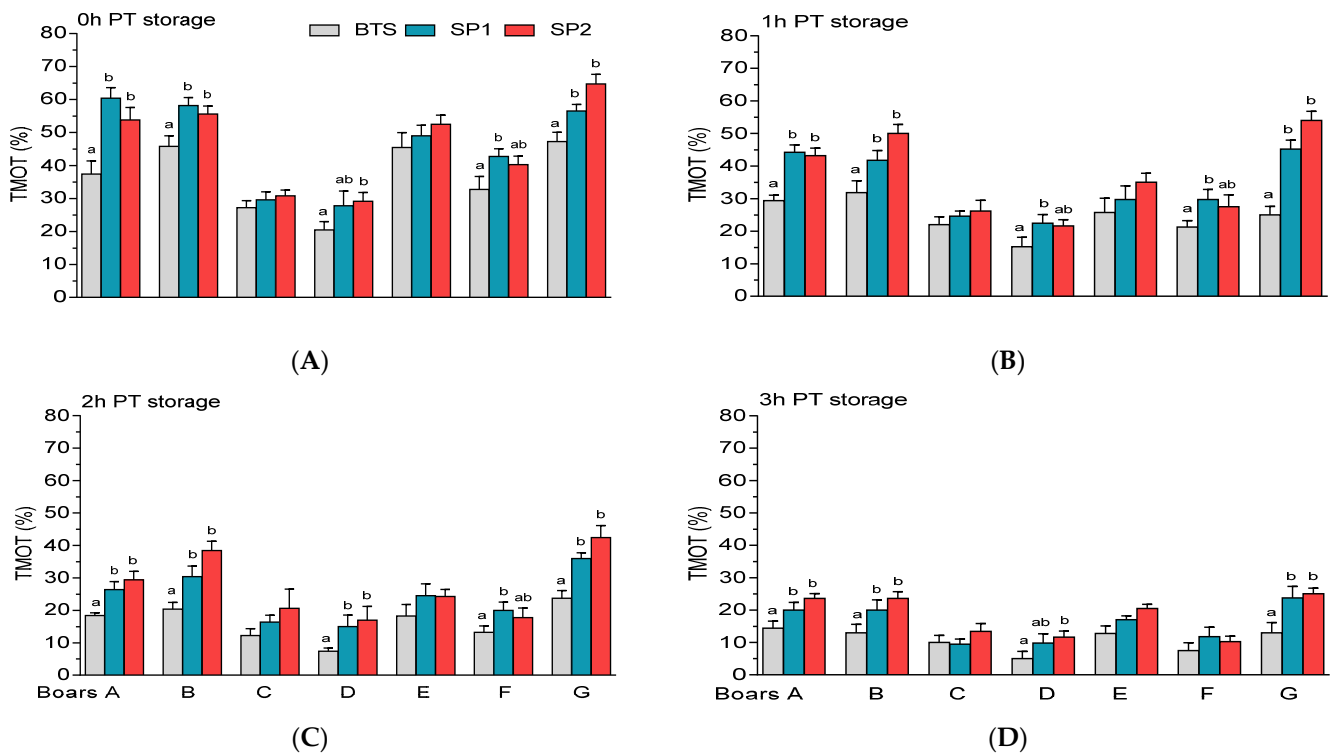 0h PT storage
BTS SP1 SP2
TMOT (%)
80
70
60
50
40
30
20
10
0
a b b a b b a ab b a b ab a b b
(A)
1h PT storage
TMOT (%)
80
70
60
50
40
30
20
10
0
a b b a b b a b ab a b ab a b b
(B)
2h PT storage
TMOT (%)
80
70
60
50
40
30
20
10
0
a b b a b b a b b a b b a b b
Boars A B C D E F G
(C)
3h PT storage
TMOT (%)
80
70
60
50
40
30
20
10
0
a b b a b b a ab b a b b
A B C D E F G
(D)